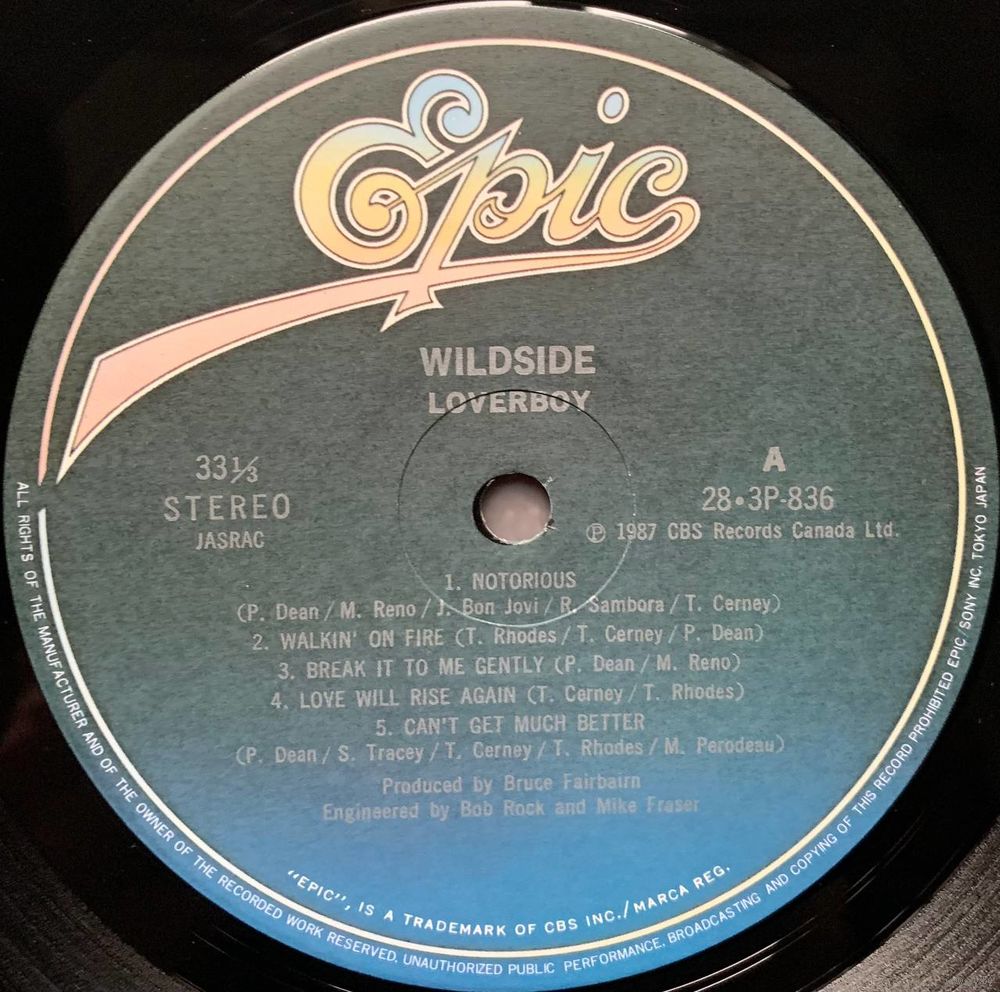 Epic
WILDSIDE
LOVERBOY
33⅓
STEREO
JASRAC
A
28•3P-836
℗ 1987 CBS Records Canada Ltd.
1. NOTORIOUS
(P. Dean / M. Reno / J. Bon Jovi / R. Sambora / T. Cerney)
2. WALKIN' ON FIRE (T. Rhodes / T. Cerney / P. Dean)
3. BREAK IT TO ME GENTLY (P. Dean / M. Reno)
4. LOVE WILL RISE AGAIN (T. Cerney / T. Rhodes)
5. CAN'T GET MUCH BETTER
(P. Dean / S. Tracey / T. Cerney / T. Rhodes / M. Perodeau)
Produced by Bruce Fairbairn
Engineered by Bob Rock and Mike Fraser
"EPIC", IS A TRADEMARK OF CBS INC./ MARCA REG.
ALL RIGHTS OF THE MANUFACTURER AND OF THE OWNER OF THE RECORDED WORK RESERVED. UNAUTHORIZED PUBLIC PERFORMANCE, BROADCASTING AND COPYING OF THIS RECORD PROHIBITED EPIC/SONY INC. TOKYO JAPAN